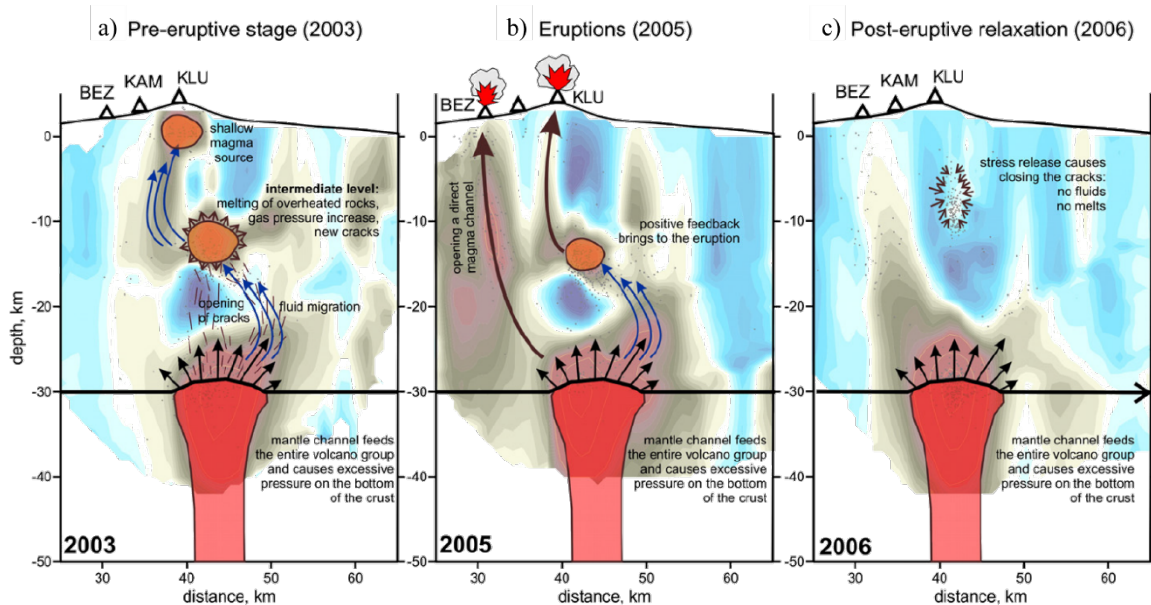 a) Pre-eruptive stage (2003)
BEZ
KAM
KLU
shallow
magma
source
intermediate level:
melting of overheated rocks,
gas pressure increase,
new cracks
opening
of cracks
fluid migration
mantle channel feeds
the entire volcano group
and causes excessive
pressure on the bottom
of the crust
2003
depth, km
0
-10
-20
-30
-40
-50
30
40
50
60
distance, km
b) Eruptions (2005)
BEZ
KLU
opening a direct
magma channel
positive feedback
brings to the eruption
mantle channel feeds
the entire volcano group
and causes excessive
pressure on the bottom
of the crust
2005
0
-10
-20
-30
-40
-50
30
40
50
60
distance, km
c) Post-eruptive relaxation (2006)
BEZ
KAM
KLU
stress release causes
closing the cracks:
no fluids
no melts
mantle channel feeds
the entire volcano group
and causes excessive
pressure on the bottom
of the crust
2006
0
-10
-20
-30
-40
-50
30
40
50
60
distance, km